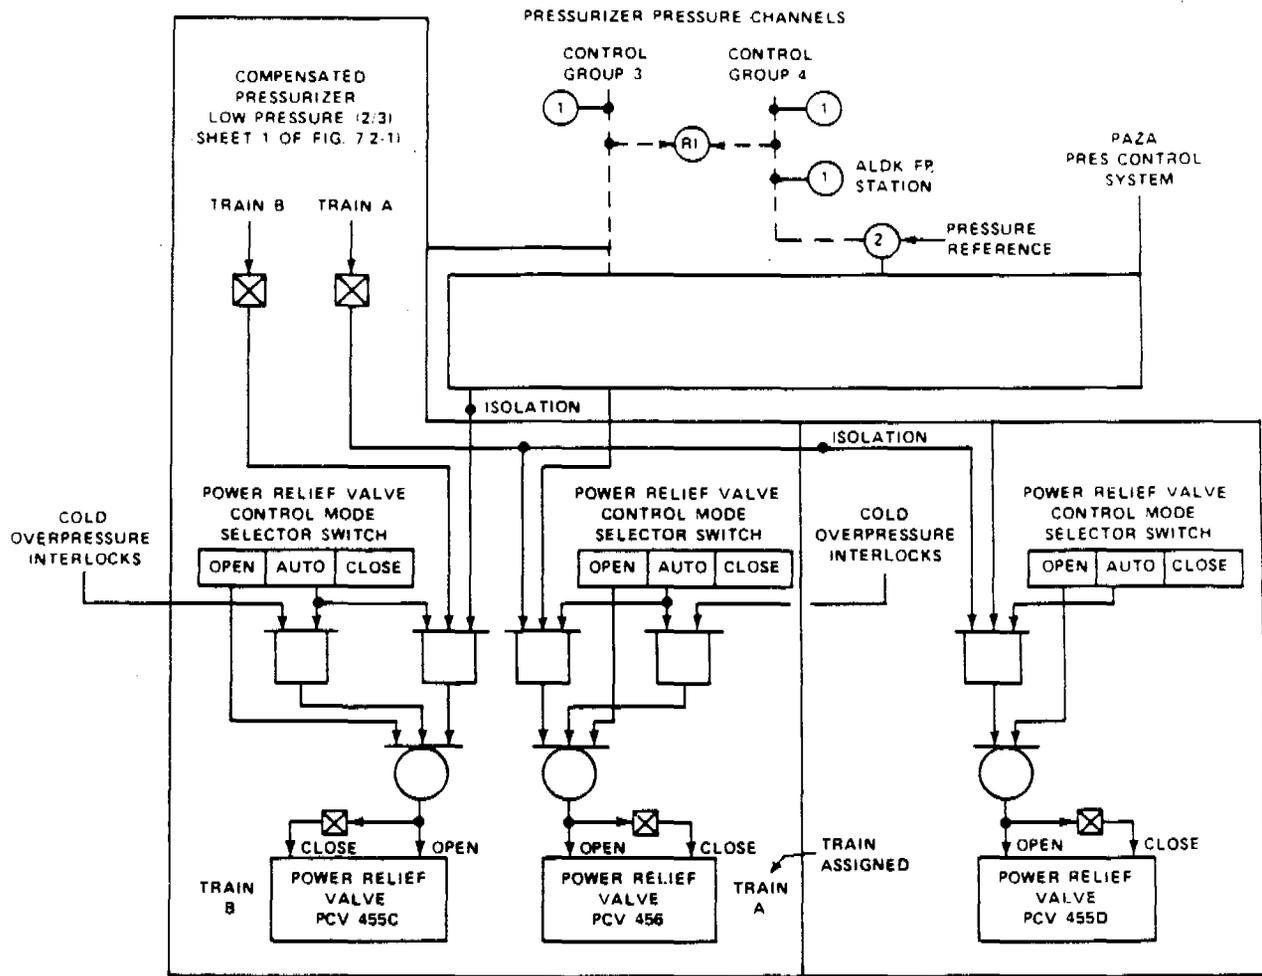 PRESSURIZER PRESSURE CHANNELS
CONTROL
GROUP 3
CONTROL
GROUP 4
COMPENSATED
PRESSURIZER
LOW PRESSURE (2/3)
SHEET 1 OF FIG. 7.2-1)
1
1
RI
1
ALDK FP.
STATION
PAZA
PRES CONTROL
SYSTEM
TRAIN B
TRAIN A
2
PRESSURE
REFERENCE
ISOLATION
ISOLATION
POWER RELIEF VALVE
CONTROL MODE
SELECTOR SWITCH
OPEN
AUTO
CLOSE
COLD
OVERPRESSURE
INTERLOCKS
POWER RELIEF VALVE
CONTROL MODE
SELECTOR SWITCH
OPEN
AUTO
CLOSE
COLD
OVERPRESSURE
INTERLOCKS
POWER RELIEF VALVE
CONTROL MODE
SELECTOR SWITCH
OPEN
AUTO
CLOSE
CLOSE
OPEN
TRAIN
B
POWER RELIEF
VALVE
PCV 455C
OPEN
CLOSE
POWER RELIEF
VALVE
PCV 456
TRAIN
A
TRAIN
ASSIGNED
OPEN
CLOSE
POWER RELIEF
VALVE
PCV 455D